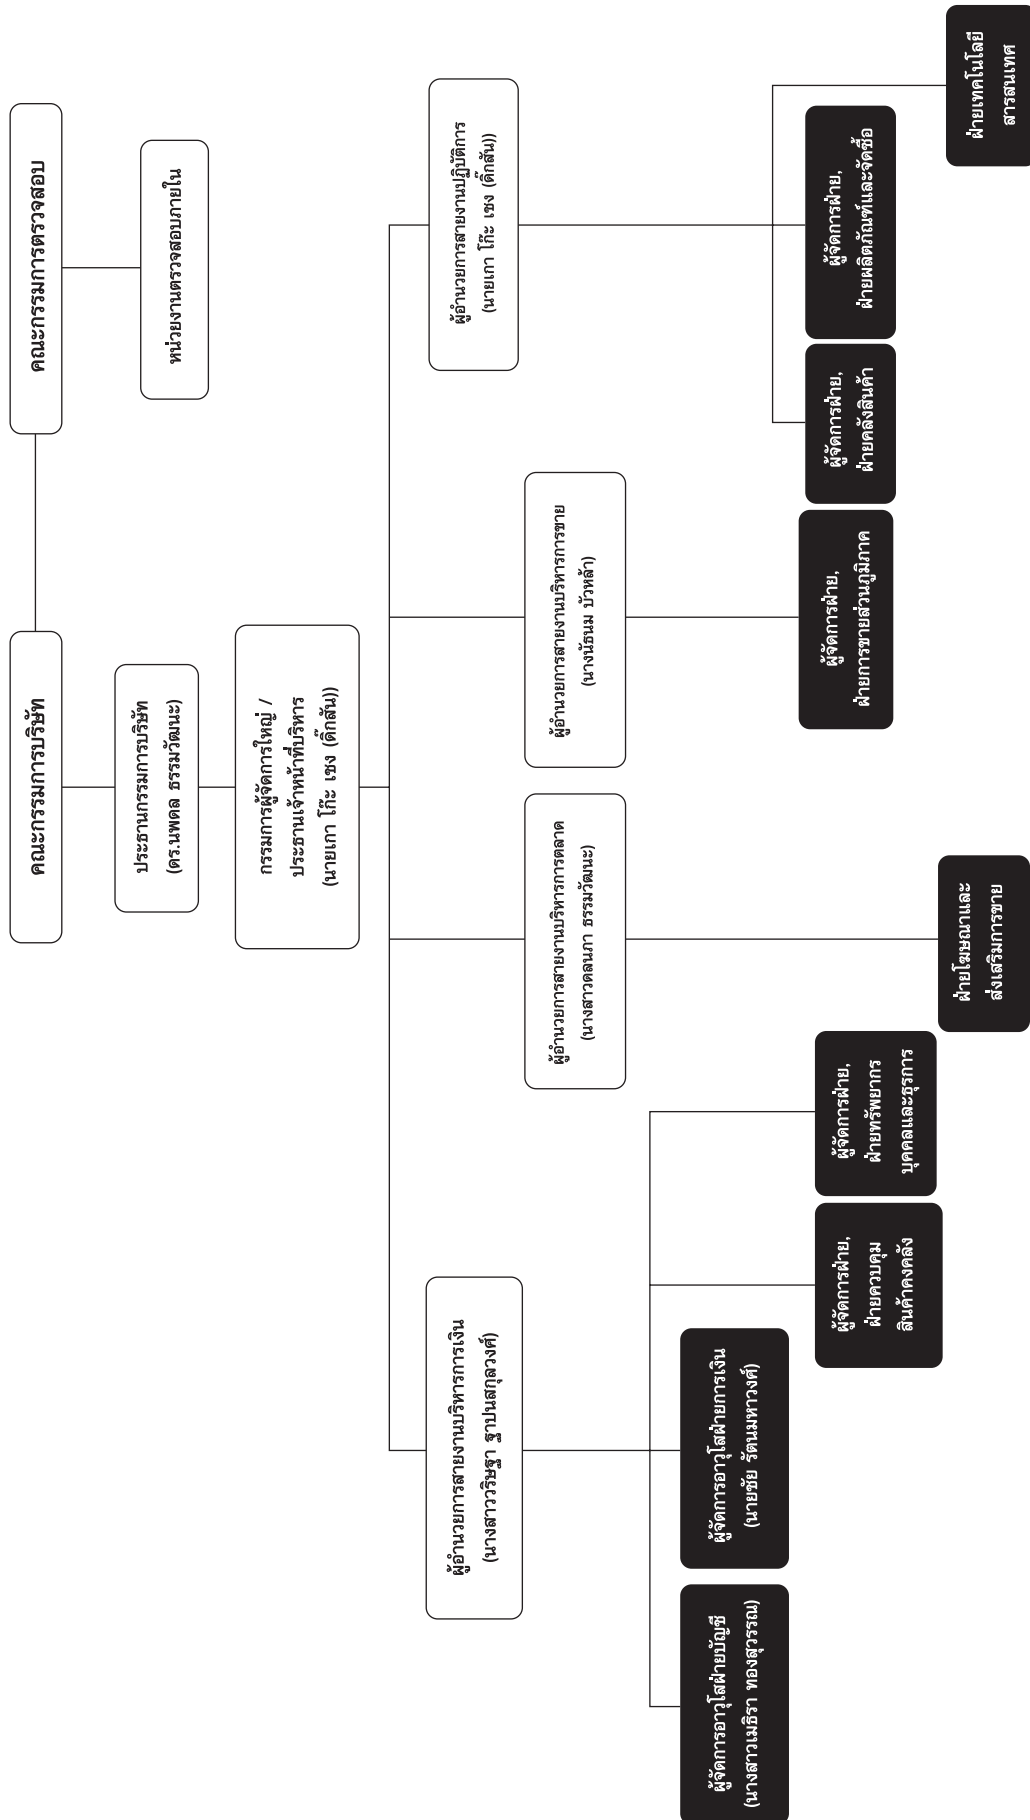 คณะกรรมการบริษัท
คณะกรรมการตรวจสอบ
ประธานกรรมการบริษัท
(ดร.นพดล ธรรมวัฒนะ)
หน่วยงานตรวจสอบภายใน
กรรมการผู้จัดการใหญ่ /
ประธานเจ้าหน้าที่บริหาร
(นายเกา โก๊ะ เชง (ดิ๊กสัน))
ผู้อำนวยการสายงานบริหารการเงิน
(นางสาววริษฐา ฐาปนสกุลวงศ์)
ผู้อำนวยการสายงานบริหารการตลาด
(นางสาวดลนภา ธรรมวัฒนะ)
ผู้อำนวยการสายงานบริหารการขาย
(นางนัธนม บัวหล้า)
ผู้อำนวยการสายงานปฏิบัติการ
(นายเกา โก๊ะ เชง (ดิ๊กสัน))
ผู้จัดการอาวุโสฝ่ายบัญชี
(นางสาวเมธิรา ทองสุวรรณ)
ผู้จัดการอาวุโสฝ่ายการเงิน
(นายชัย รัตนมหาวงศ์)
ผู้จัดการฝ่าย,
ฝ่ายควบคุม
สินค้าคงคลัง
ผู้จัดการฝ่าย,
ฝ่ายทรัพยากร
บุคคลและธุรการ
ฝ่ายโฆษณาและ
ส่งเสริมการขาย
ผู้จัดการฝ่าย,
ฝ่ายการขายส่วนภูมิภาค
ผู้จัดการฝ่าย,
ฝ่ายคลังสินค้า
ผู้จัดการฝ่าย,
ฝ่ายผลิตภัณฑ์และจัดซื้อ
ฝ่ายเทคโนโลยี
สารสนเทศ